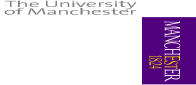 The University
of Manchester
MANCHESTER
1824